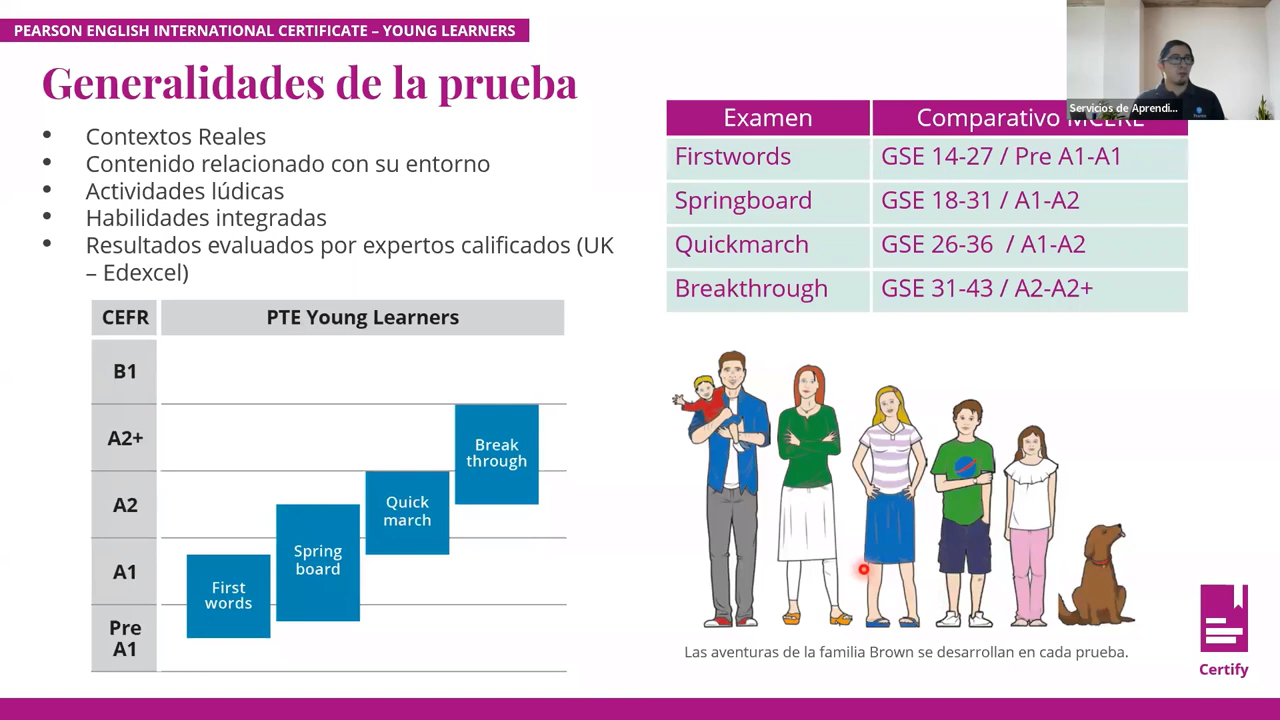 PEARSON ENGLISH INTERNATIONAL CERTIFICATE – YOUNG LEARNERS
Generalidades de la prueba
• Contextos Reales
• Contenido relacionado con su entorno
• Actividades lúdicas
• Habilidades integradas
• Resultados evaluados por expertos calificados (UK
– Edexcel)
Servicios de Aprendi...
Examen Comparativo MCERL
Firstwords GSE 14-27 / Pre A1-A1
Springboard GSE 18-31 / A1-A2
Quickmarch GSE 26-36 / A1-A2
Breakthrough GSE 31-43 / A2-A2+
CEFR PTE Young Learners
B1
A2+
Break
through
A2
Quick
march
A1
Spring
board
First
words
Pre
A1
Las aventuras de la familia Brown se desarrollan en cada prueba.
Certify